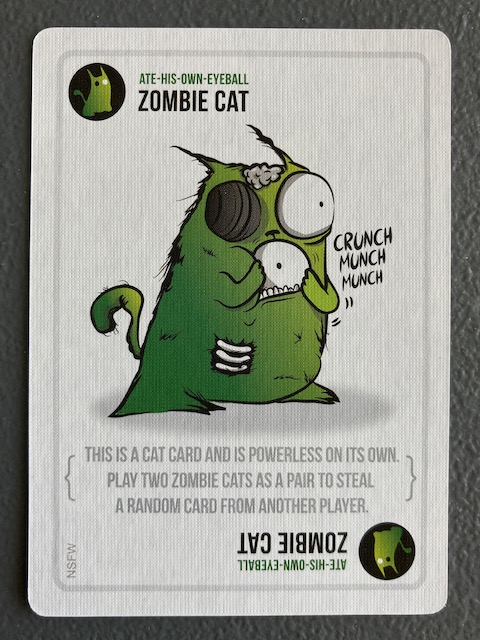 ATE-HIS-OWN-EYEBALL
ZOMBIE CAT
CRUNCH
MUNCH
MUNCH
THIS IS A CAT CARD AND IS POWERLESS ON ITS OWN.
PLAY TWO ZOMBIE CATS AS A PAIR TO STEAL
A RANDOM CARD FROM ANOTHER PLAYER.
NSFW
ATE-HIS-OWN-EYEBALL
ZOMBIE CAT